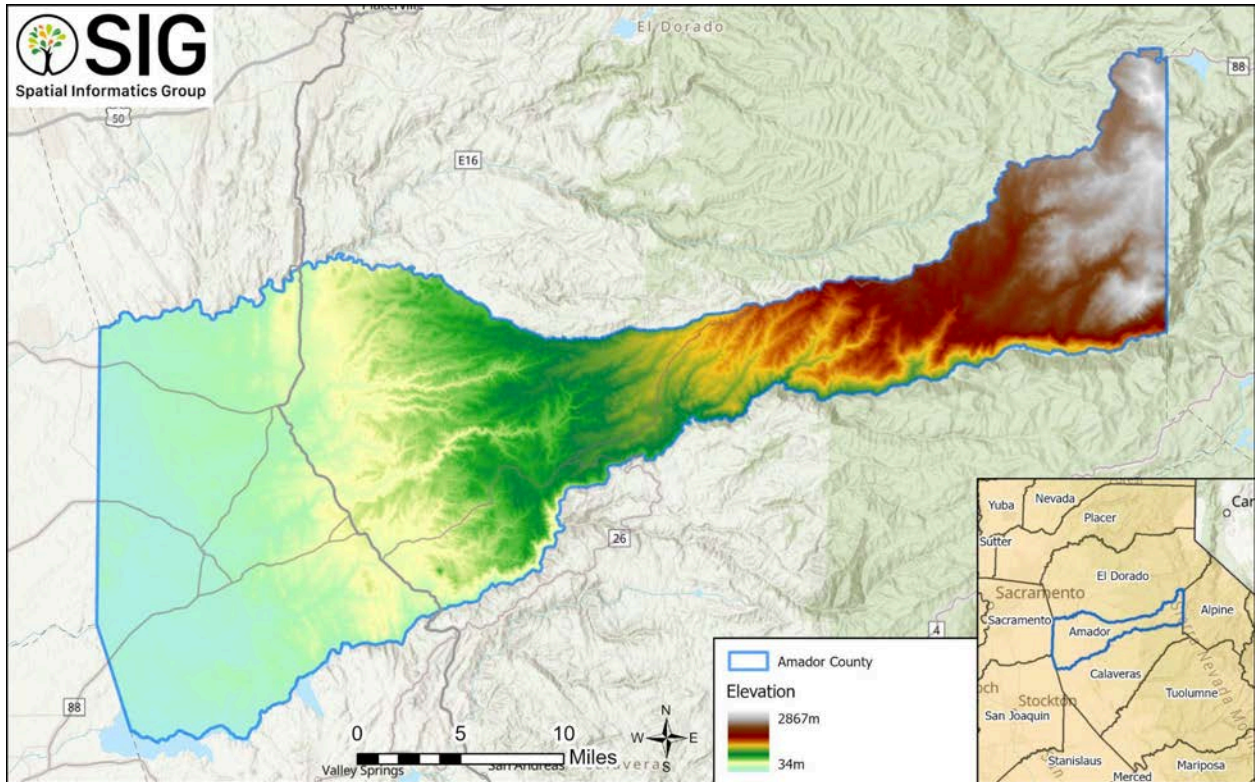 Placerville
El Dorado
SIG
Spatial Informatics Group
50
88
E16
26
4
88
Amador County
Elevation
2867m
34m
0 5 10
Miles
N
W E
S
Valley Springs
San Andreas
Nevada
Yuba
Placer
Sutter
El Dorado
Sacramento
Sacramento
Amador
Alpine
Calaveras
Stockton
Tuolumne
San Joaquin
Stanislaus
Merced
Mariposa
Car